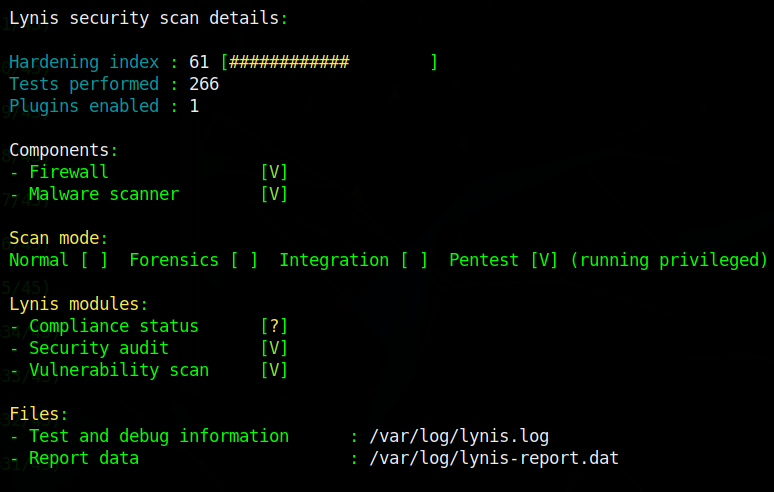 Lynis security scan details:
Hardening index : 61 [############        ]
Tests performed : 266
Plugins enabled : 1
Components:
- Firewall               [V]
- Malware scanner        [V]
Scan mode:
Normal [ ]  Forensics [ ]  Integration [ ]  Pentest [V] (running privileged)
Lynis modules:
- Compliance status      [?]
- Security audit         [V]
- Vulnerability scan     [V]
Files:
- Test and debug information      : /var/log/lynis.log
- Report data                     : /var/log/lynis-report.dat